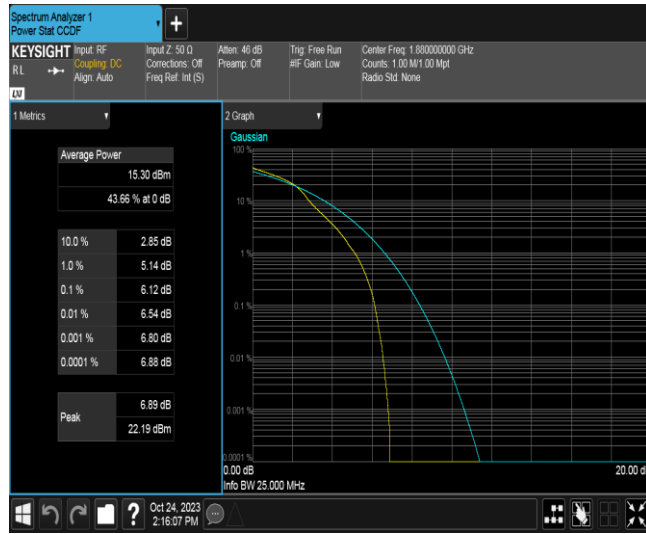 Spectrum Analyzer 1
Power Stat CCDF
KEYSIGHT
Input: RF
Coupling: DC
Align: Auto
Input Z: 50 Ω
Corrections: Off
Freq Ref: Int (S)
Atten: 46 dB
Preamp: Off
Trig: Free Run
#IF Gain: Low
Center Freq: 1.880000000 GHz
Counts: 1.00 M/1.00 Mpt
Radio Std: None
R L
LXI
1 Metrics
Average Power
15.30 dBm
43.66 % at 0 dB
10.0 % 2.85 dB
1.0 % 5.14 dB
0.1 % 6.12 dB
0.01 % 6.54 dB
0.001 % 6.80 dB
0.0001 % 6.88 dB
Peak
6.89 dB
22.19 dBm
2 Graph
Gaussian
100 %
10 %
1 %
0.1 %
0.01 %
0.001 %
0.0001 %
0.00 dB
20.00 d
Info BW 25.000 MHz
?
Oct 24, 2023
2:16:07 PM